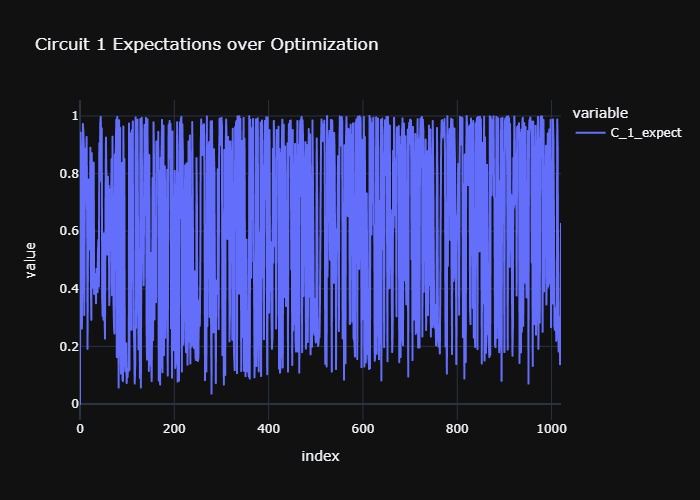 Circuit 1 Expectations over Optimization
variable
C_1_expect
value
1
0.8
0.6
0.4
0.2
0
0 200 400 600 800 1000
index